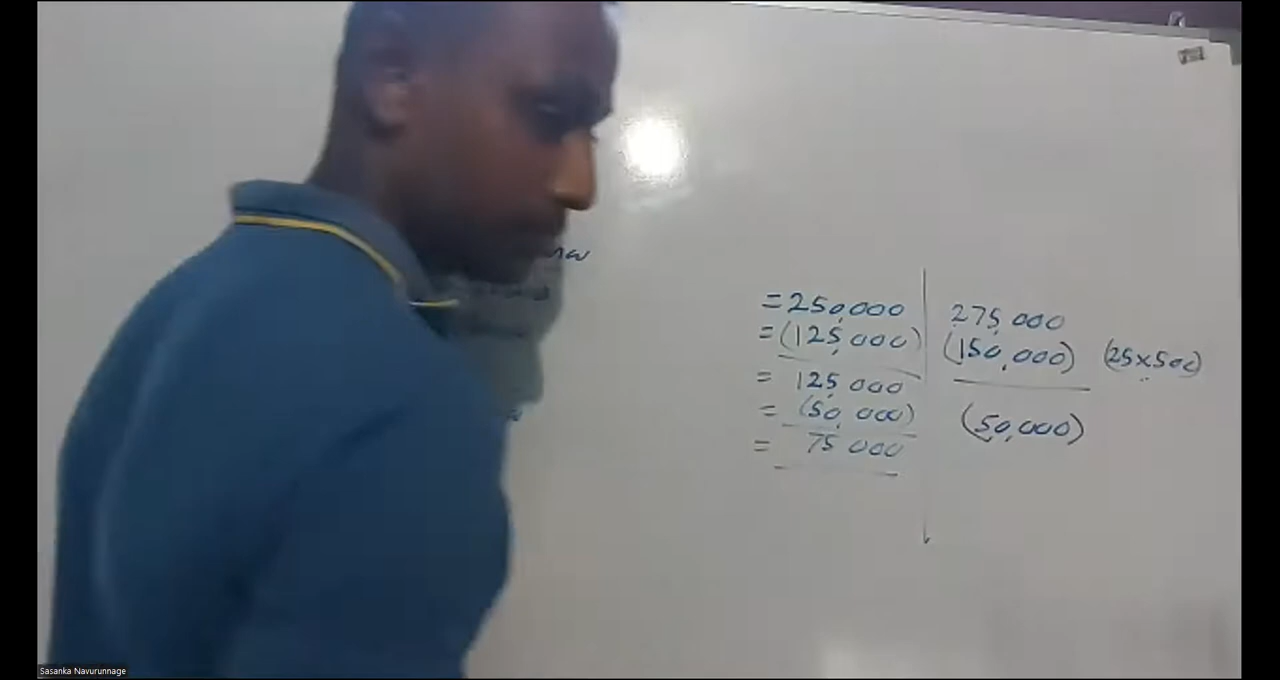 = 250,000
= (125,000)
= 125 000
= (50,000)
= 75 000
275,000
(150,000) (25x500)
(50,000)
Sasanka Navurunnage